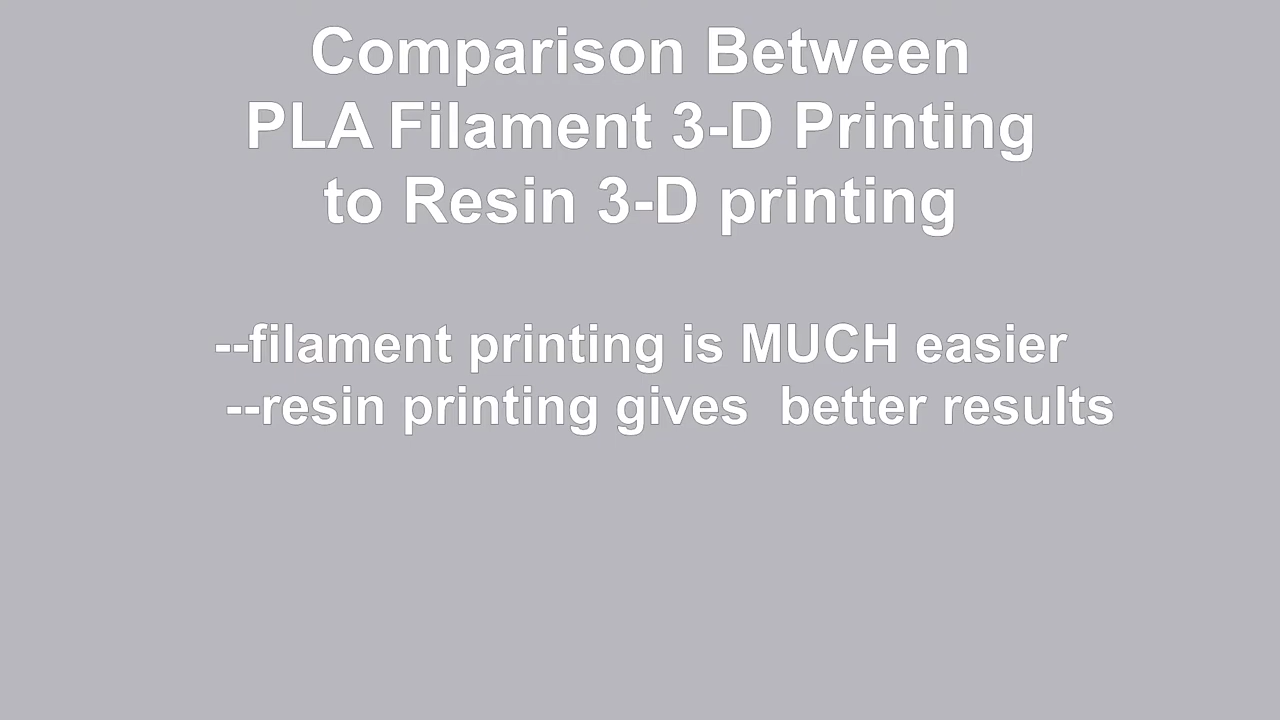 Comparison Between
PLA Filament 3-D Printing
to Resin 3-D printing
--filament printing is MUCH easier
--resin printing gives  better results